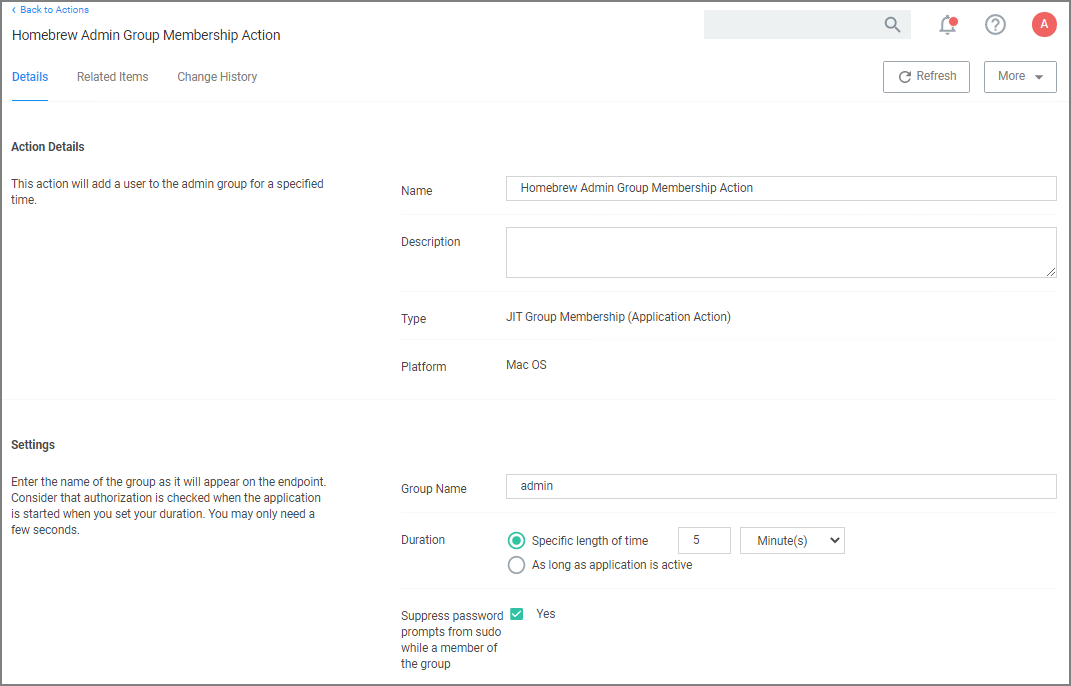 ‹ Back to Actions
Homebrew Admin Group Membership Action
A
Details
Related Items
Change History
Refresh
More
Action Details
This action will add a user to the admin group for a specified
time.
Name
Homebrew Admin Group Membership Action
Description
Type
JIT Group Membership (Application Action)
Platform
Mac OS
Settings
Enter the name of the group as it will appear on the endpoint.
Consider that authorization is checked when the application
is started when you set your duration. You may only need a
few seconds.
Group Name
admin
Duration
Specific length of time
5
Minute(s)
As long as application is active
Suppress password
prompts from sudo
while a member of
the group
Yes